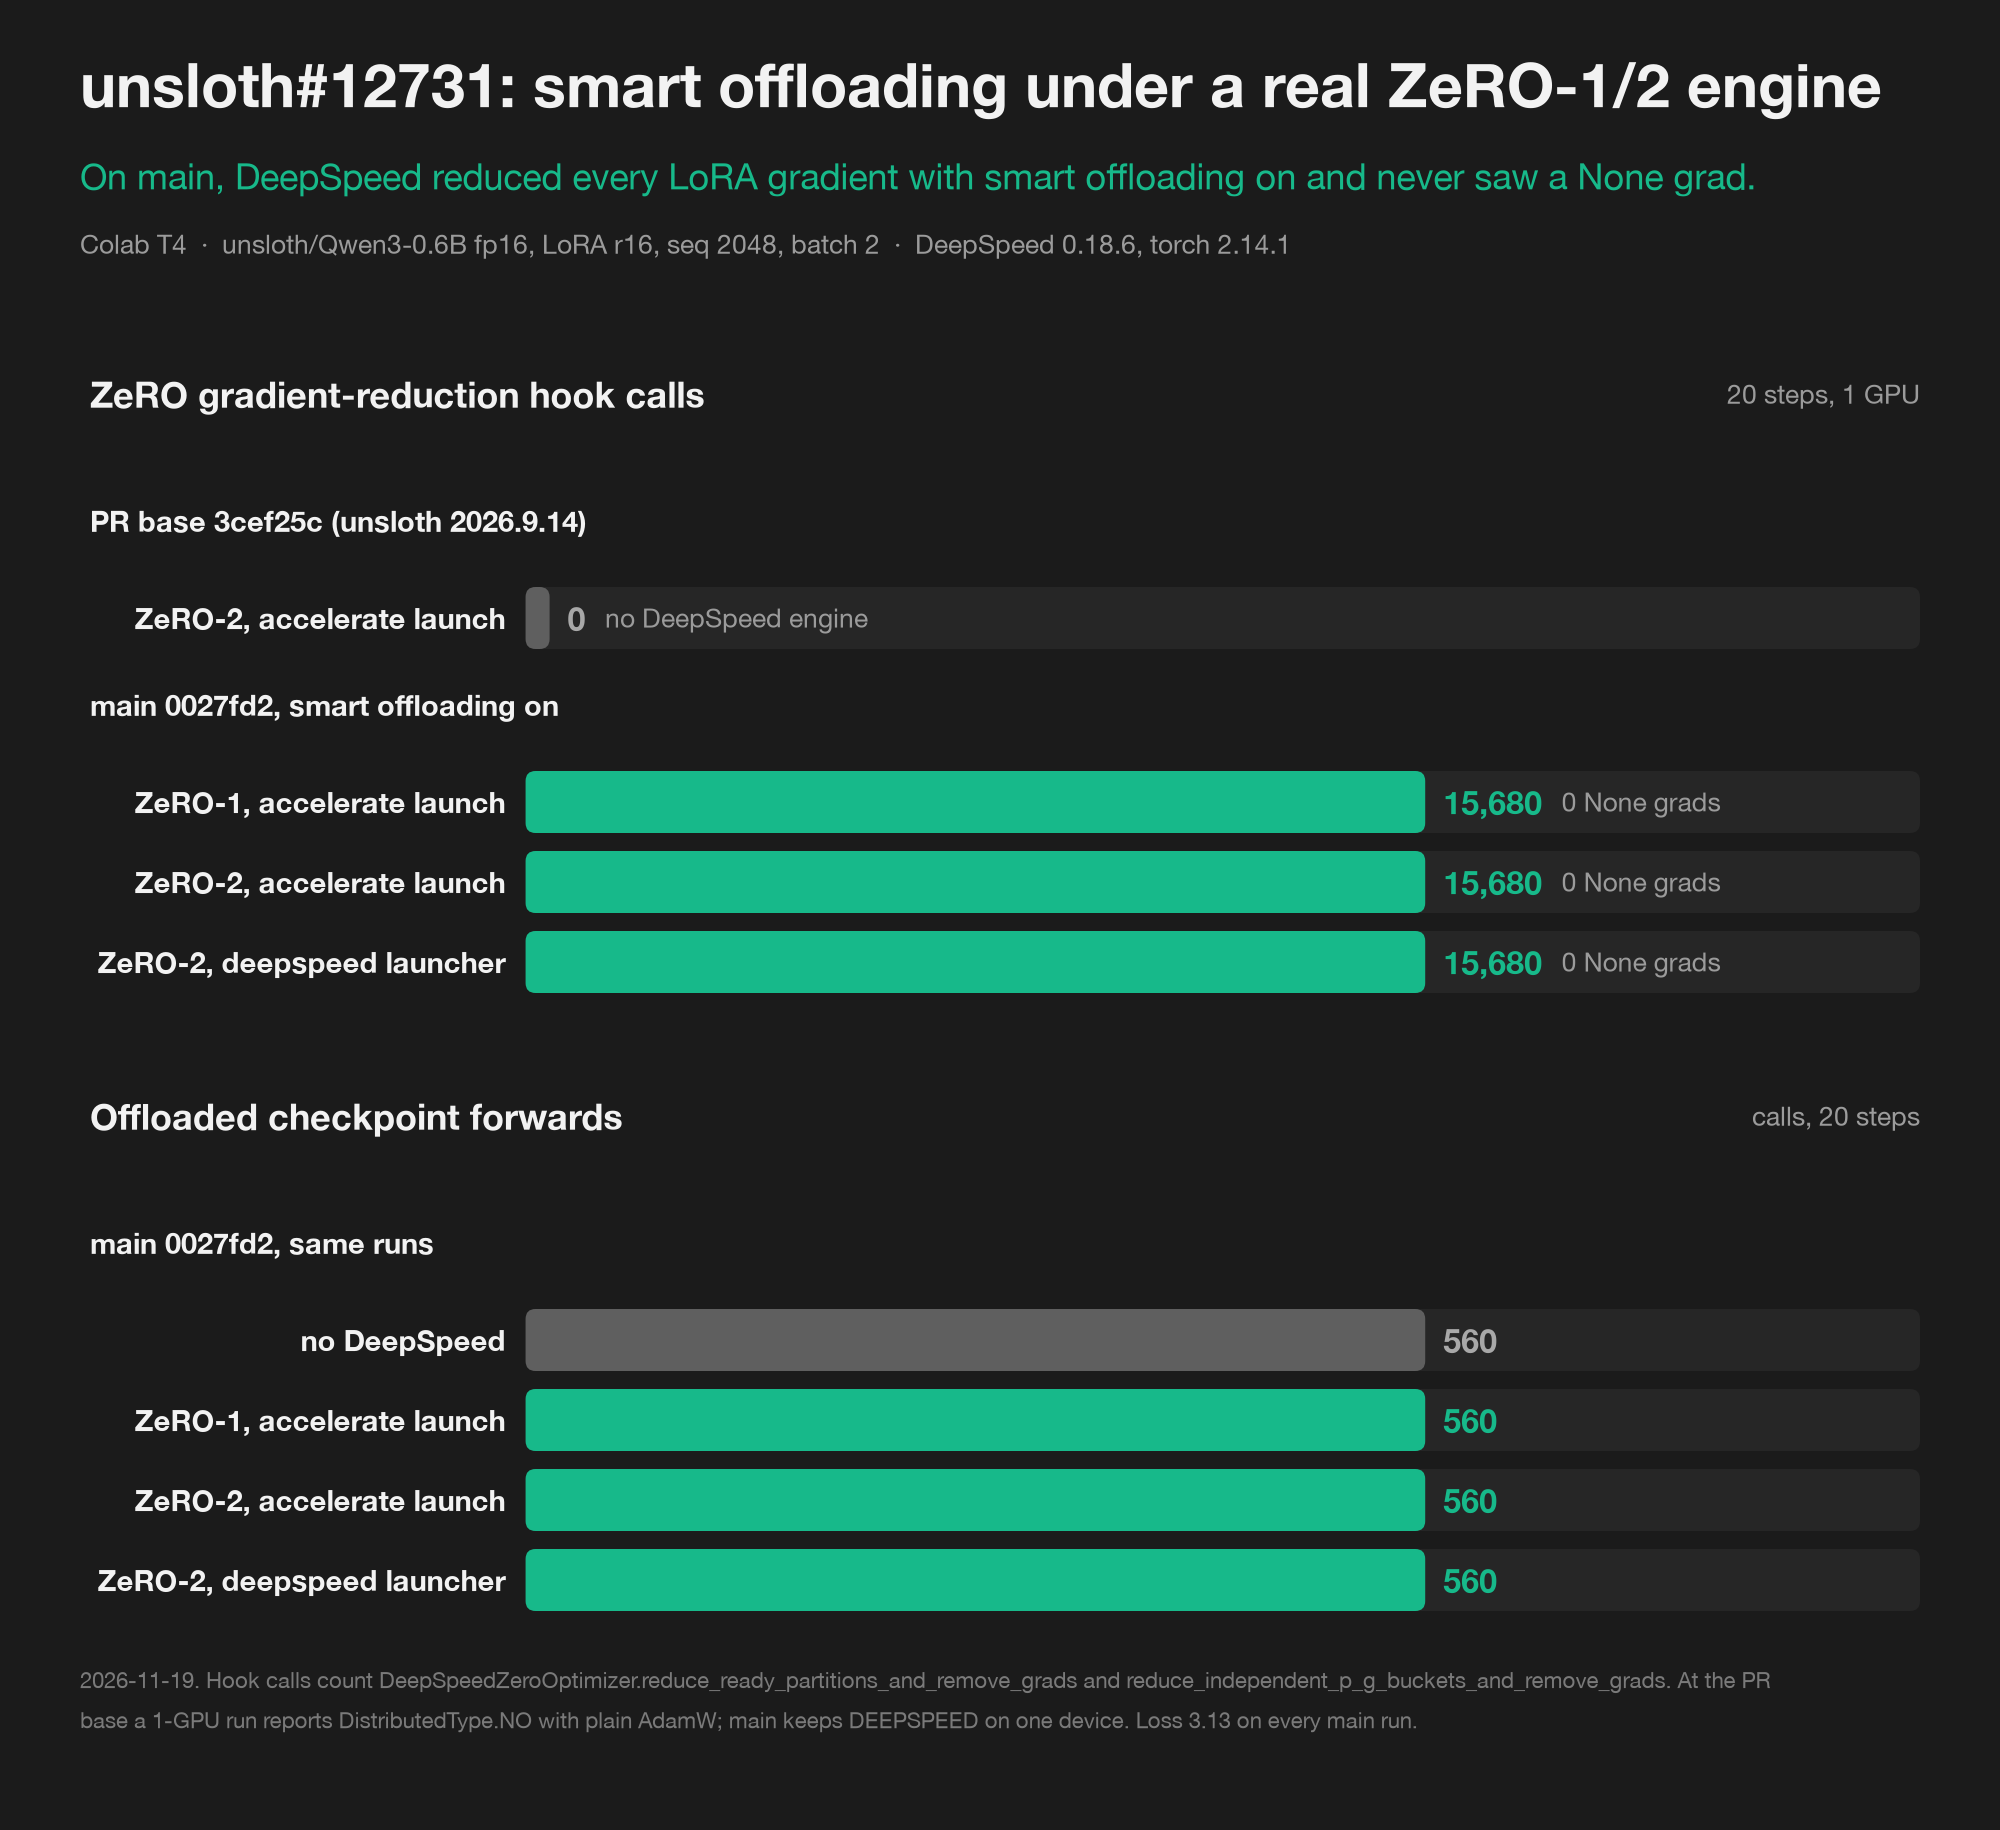 unsloth#12731: smart offloading under a real ZeRO-1/2 engine
On main, DeepSpeed reduced every LoRA gradient with smart offloading on and never saw a None grad.
Colab T4 · unsloth/Qwen3-0.6B fp16, LoRA r16, seq 2048, batch 2 · DeepSpeed 0.18.6, torch 2.14.1
ZeRO gradient-reduction hook calls
20 steps, 1 GPU
PR base 3cef25c (unsloth 2026.9.14)
ZeRO-2, accelerate launch 0 no DeepSpeed engine
main 0027fd2, smart offloading on
ZeRO-1, accelerate launch 15,680 0 None grads
ZeRO-2, accelerate launch 15,680 0 None grads
ZeRO-2, deepspeed launcher 15,680 0 None grads
Offloaded checkpoint forwards
calls, 20 steps
main 0027fd2, same runs
no DeepSpeed 560
ZeRO-1, accelerate launch 560
ZeRO-2, accelerate launch 560
ZeRO-2, deepspeed launcher 560
2026-11-19. Hook calls count DeepSpeedZeroOptimizer.reduce_ready_partitions_and_remove_grads and reduce_independent_p_g_buckets_and_remove_grads. At the PR
base a 1-GPU run reports DistributedType.NO with plain AdamW; main keeps DEEPSPEED on one device. Loss 3.13 on every main run.